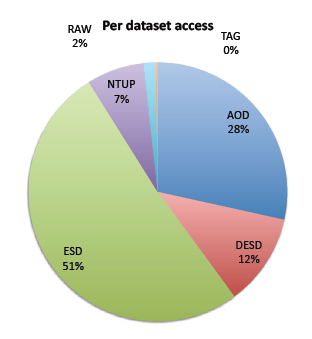 Per dataset access
RAW
2%
TAG
0%
NTUP
7%
AOD
28%
DESD
12%
ESD
51%